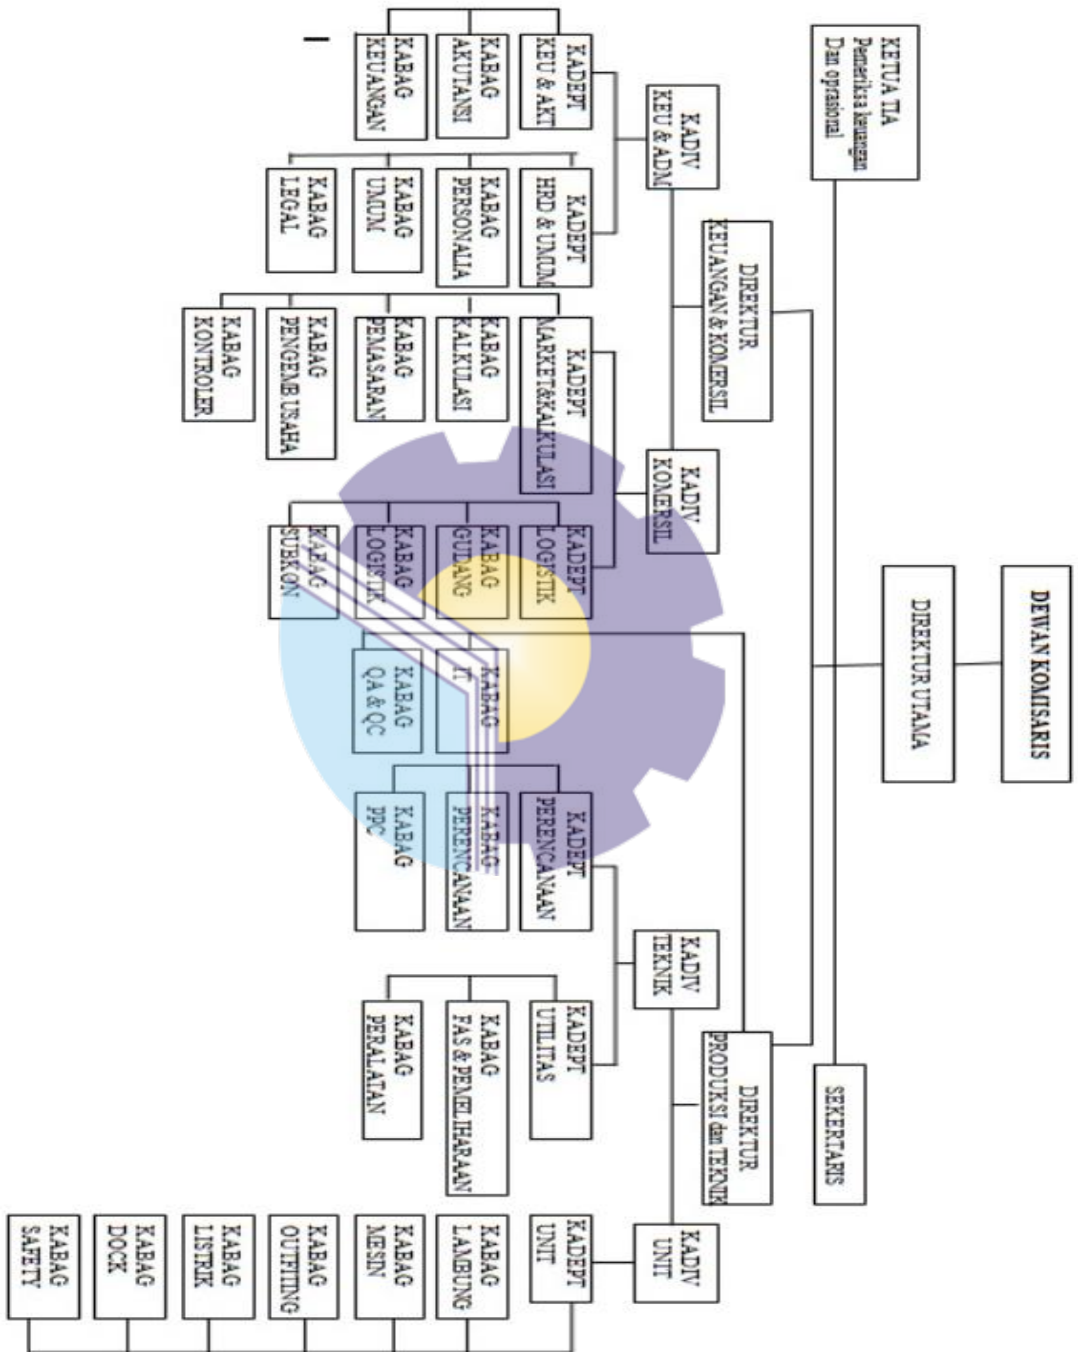 DEWAN KOMISARIS
DIREKTUR UTAMA
KETUA TIA
Pemeriksa keuangan
Dan oprasional
SEKERTARIS
DIREKTUR
KEUANGAN & KOMERSIL
DIREKTUR
PRODUKSI dan TEKNIK
KADIV
KEU & ADM
KADIV
KOMERSIL
KADIV
TEKNIK
KADIV
UNIT
KADEPT
KEU & AKT
KADEPT
HRD & UMUM
KADEPT
MARKET&KALKULASI
KADEPT
LOGISTIK
KADEPT
PERENCANAAN
KADEPT
UTILITAS
KADEPT
UNIT
KABAG
AKUTANSI
KABAG
PERSONALIA
KABAG
KALKULASI
KABAG
GUDANG
KABAG
IT
KABAG
PERENCANAAN
KABAG
FAS & PEMELIHARAAN
KABAG
LAMBUNG
KABAG
KEUANGAN
KABAG
UMUM
KABAG
PEMASARAN
KABAG
LOGISTIK
KABAG
QA & QC
KABAG
PPC
KABAG
PERALATAN
KABAG
MESIN
KABAG
LEGAL
KABAG
PENGEMB USAHA
KABAG
SUBKON
KABAG
OUTFITING
KABAG
KONTROLER
KABAG
LISTRIK
KABAG
DOCK
KABAG
SAFETY